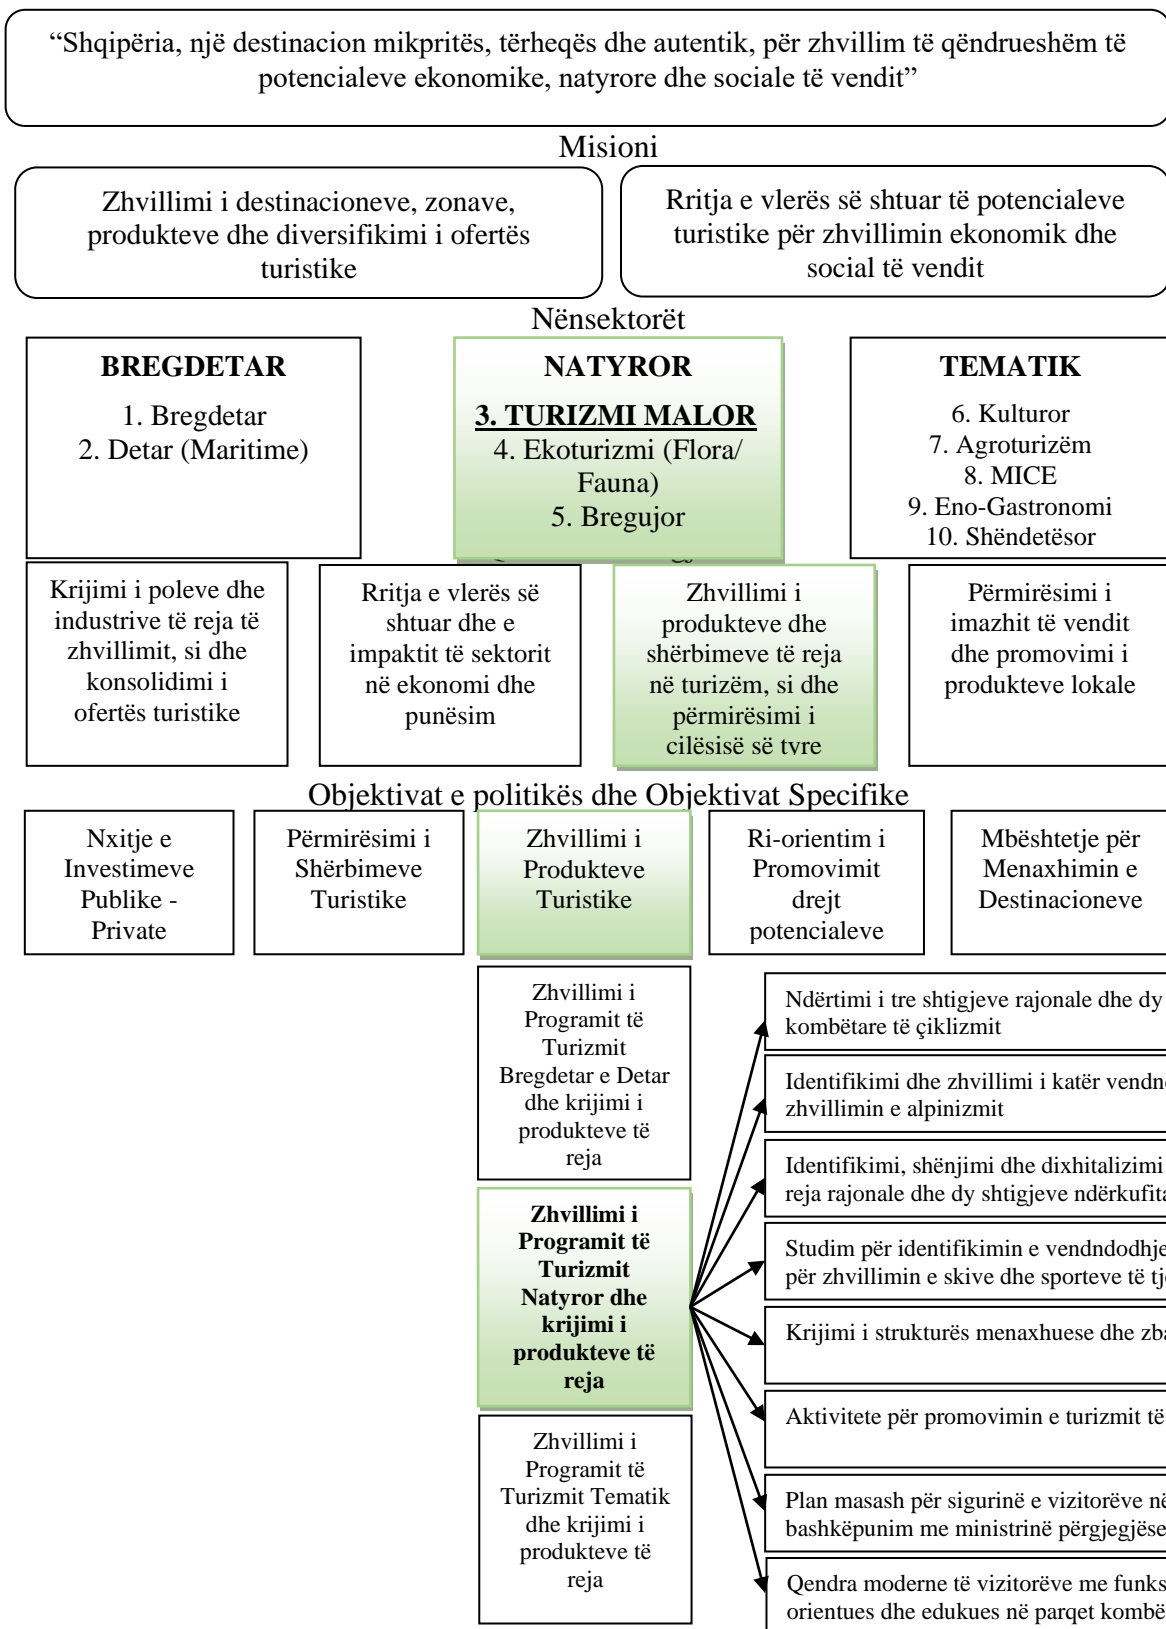 “Shqipëria, një destinacion mikpritës, tërheqës dhe autentik, për zhvillim të qëndrueshëm të
potencialeve ekonomike, natyrore dhe sociale të vendit”
Misioni
Zhvillimi i destinacioneve, zonave,
produkteve dhe diversifikimi i ofertës
turistike
Rritja e vlerës së shtuar të potencialeve
turistike për zhvillimin ekonomik dhe
social të vendit
Nënsektorët
BREGDETAR
1. Bregdetar
2. Detar (Maritime)
NATYROR
3. TURIZMI MALOR
4. Ekoturizmi (Flora/
Fauna)
5. Bregujor
TEMATIK
6. Kulturor
7. Agroturizëm
8. MICE
9. Eno-Gastronomi
10. Shëndetësor
Krijimi i poleve dhe
industrive të reja të
zhvillimit, si dhe
konsolidimi i
ofertës turistike
Rritja e vlerës së
shtuar dhe e
impaktit të sektorit
në ekonomi dhe
punësim
Zhvillimi i
produkteve dhe
shërbimeve të reja
në turizëm, si dhe
përmirësimi i
cilësisë së tyre
Përmirësimi i
imazhit të vendit
dhe promovimi i
produkteve lokale
Objektivat e politikës dhe Objektivat Specifike
Nxitje e
Investimeve
Publike -
Private
Përmirësimi i
Shërbimeve
Turistike
Zhvillimi i
Produkteve
Turistike
Ri-orientim i
Promovimit
drejt
potencialeve
Mbështetje për
Menaxhimin e
Destinacioneve
Zhvillimi i
Programit të
Turizmit
Bregdetar e Detar
dhe krijimi i
produkteve të
reja
Zhvillimi i
Programit të
Turizmit
Natyror dhe
krijimi i
produkteve të
reja
Zhvillimi i
Programit të
Turizmit Tematik
dhe krijimi i
produkteve të
reja
Ndërtimi i tre shtigjeve rajonale dhe dy
kombëtare të çiklizmit
Identifikimi dhe zhvillimi i katër
zhvillimin e alpinizmit
Identifikimi, shënjimi dhe dixhitalizimi
reja rajonale dhe dy shtigjeve
Studim për identifikimin e
për zhvillimin e skive dhe sporteve të
Krijimi i strukturës menaxhuese dhe
Aktivitete për promovimin e turizmit të
Plan masash për sigurinë e vizitorëve në
bashkëpunim me ministrinë përgjegjëse
Qendra moderne të vizitorëve me
orientues dhe edukues në parqet